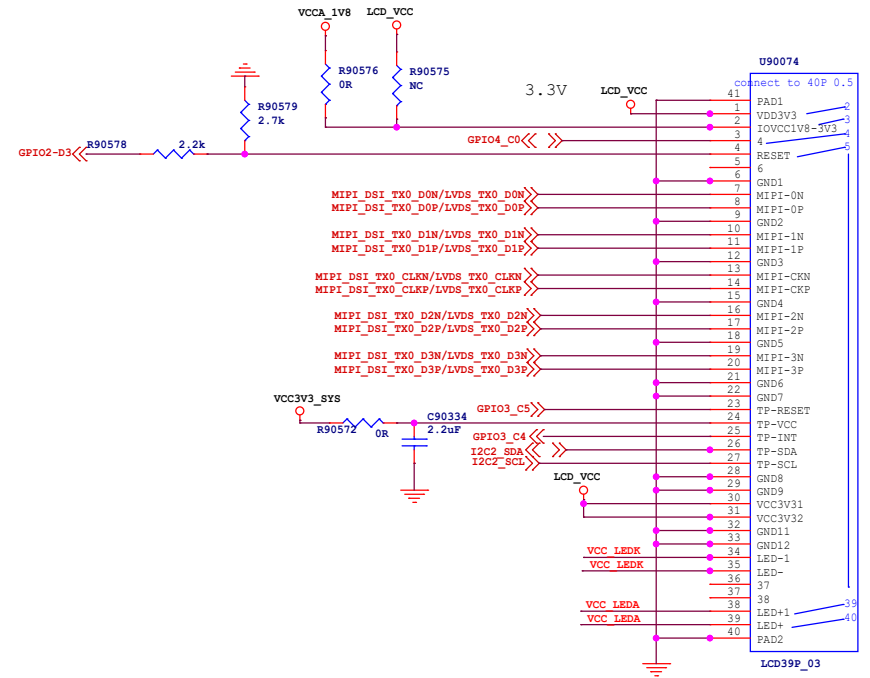 VCCA_1V8
LCD_VCC
U90074
connect to 40P 0.5
R90576
0R
R90575
NC
3.3V
LCD_VCC
R90579
2.7k
R90578
2.2k
GPIO2-D3
GPIO4_C0
41 PAD1
1 VDD3V3 2
2 IOVCC1V8-3V3 3
3 4 4
4 RESET 5
5 6
6 GND1
MIPI_DSI_TX0_D0N/LVDS_TX0_D0N 7 MIPI-0N
MIPI_DSI_TX0_D0P/LVDS_TX0_D0P 8 MIPI-0P
9 GND2
MIPI_DSI_TX0_D1N/LVDS_TX0_D1N 10 MIPI-1N
MIPI_DSI_TX0_D1P/LVDS_TX0_D1P 11 MIPI-1P
12 GND3
MIPI_DSI_TX0_CLKN/LVDS_TX0_CLKN 13 MIPI-CKN
MIPI_DSI_TX0_CLKP/LVDS_TX0_CLKP 14 MIPI-CKP
15 GND4
MIPI_DSI_TX0_D2N/LVDS_TX0_D2N 16 MIPI-2N
MIPI_DSI_TX0_D2P/LVDS_TX0_D2P 17 MIPI-2P
18 GND5
MIPI_DSI_TX0_D3N/LVDS_TX0_D3N 19 MIPI-3N
MIPI_DSI_TX0_D3P/LVDS_TX0_D3P 20 MIPI-3P
21 GND6
22 GND7
VCC3V3_SYS
R90572
0R
C90334
2.2uF
GPIO3_C5 23 TP-RESET
24 TP-VCC
GPIO3_C4 25 TP-INT
I2C2_SDA 26 TP-SDA
I2C2_SCL 27 TP-SCL
28 GND8
LCD_VCC
29 GND9
30 VCC3V31
31 VCC3V32
32 GND11
33 GND12
VCC_LEDK 34 LED-1
VCC_LEDK 35 LED-
36 37
37 38
VCC_LEDA 38 LED+1 39
VCC_LEDA 39 LED+ 40
40 PAD2
LCD39P_03